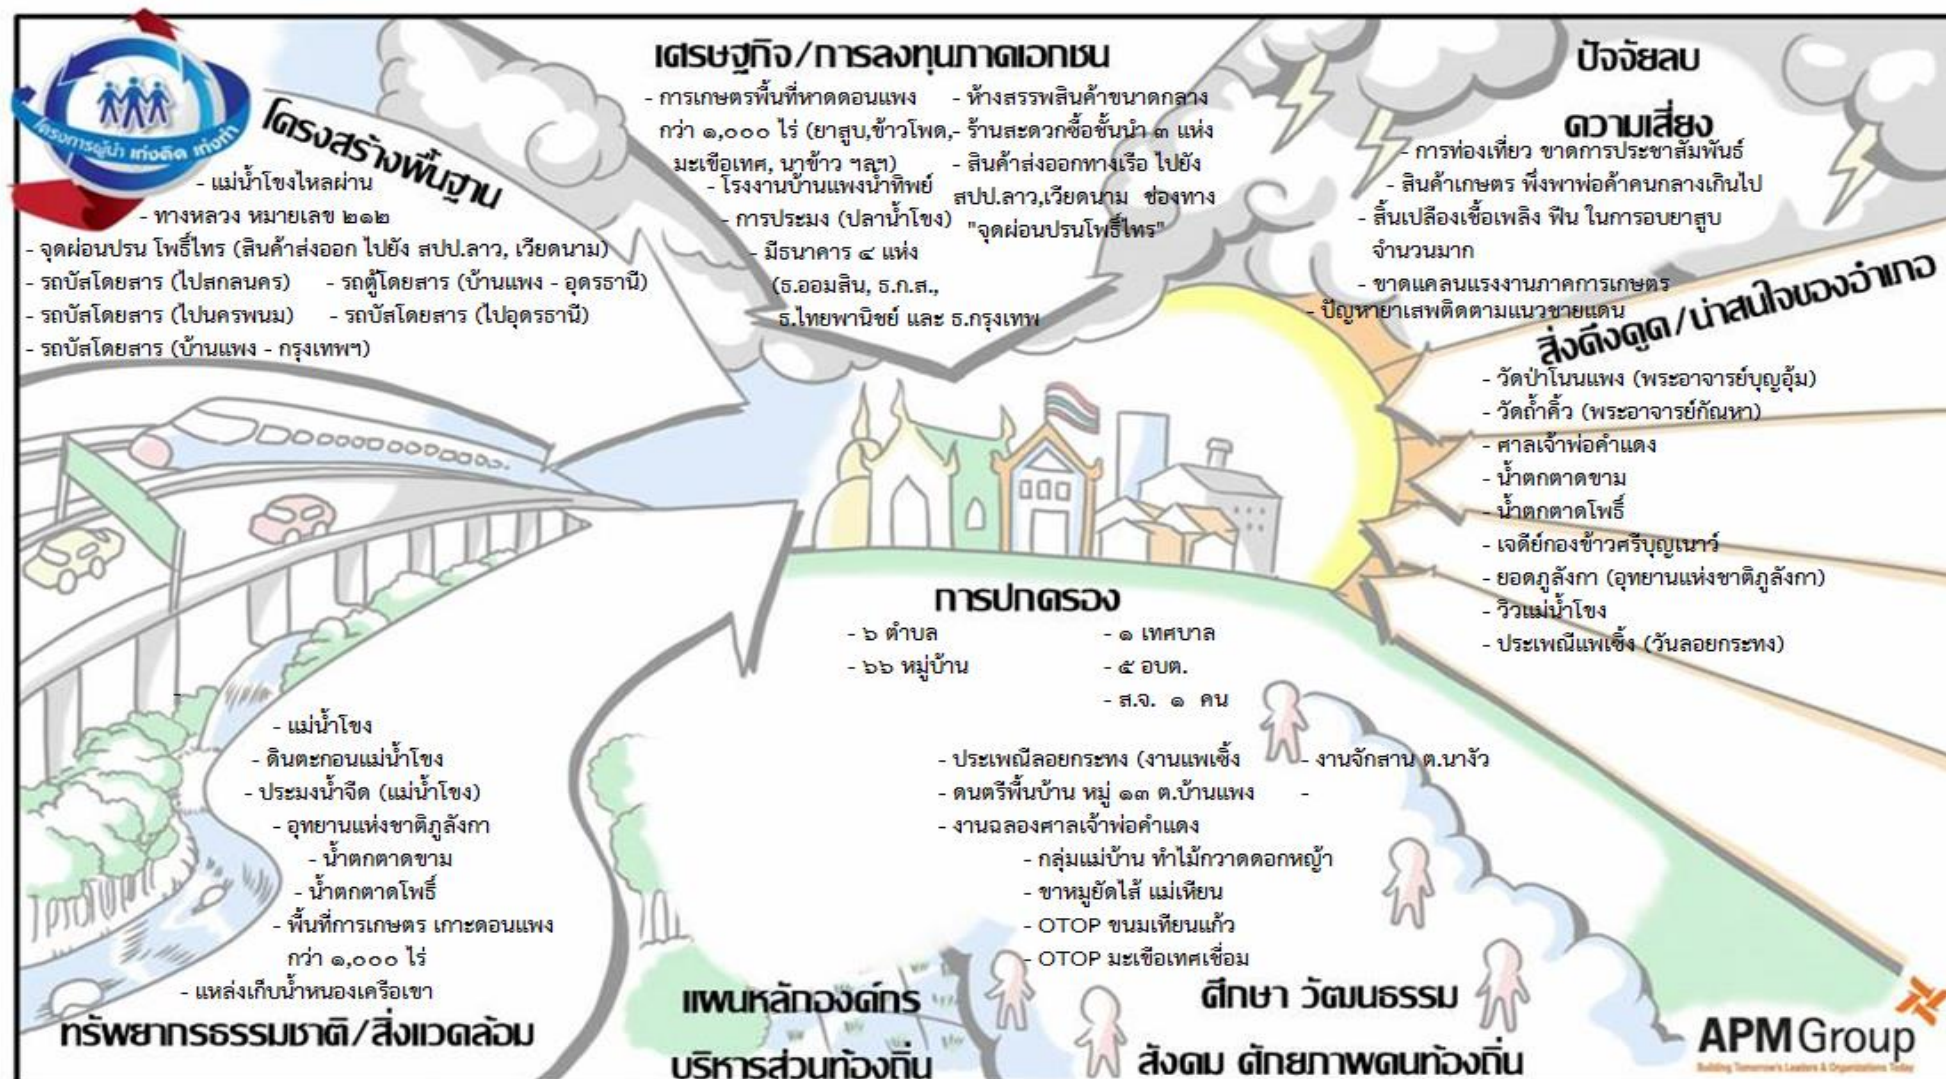 โครงการผู้นำ เก่งคิด เก่งทำ
โครงสร้างพื้นฐาน
- แม่น้ำโขงไหลผ่าน
- ทางหลวง หมายเลข ๒๑๒
- จุดผ่อนปรน โพธิ์ไทร (สินค้าส่งออก ไปยัง สปป.ลาว, เวียดนาม)
- รถบัสโดยสาร (ไปสกลนคร) - รถตู้โดยสาร (บ้านแพง - อุดรธานี)
- รถบัสโดยสาร (ไปนครพนม) - รถบัสโดยสาร (ไปอุดรธานี)
- รถบัสโดยสาร (บ้านแพง - กรุงเทพฯ)
เศรษฐกิจ/การลงทุนภาคเอกชน
- การเกษตรพื้นที่หาดดอนแพง
กว่า ๑,๐๐๐ ไร่ (ยาสูบ,ข้าวโพด,
มะเขือเทศ, นาข้าว ฯลฯ)
- โรงงานบ้านแพงน้ำทิพย์
- การประมง (ปลาน้ำโขง)
- มีธนาคาร ๔ แห่ง
(ธ.ออมสิน, ธ.ก.ส.,
ธ.ไทยพานิชย์ และ ธ.กรุงเทพ
- ห้างสรรพสินค้าขนาดกลาง
- ร้านสะดวกซื้อชั้นนำ ๓ แห่ง
- สินค้าส่งออกทางเรือ ไปยัง
สปป.ลาว,เวียดนาม ช่องทาง
"จุดผ่อนปรนโพธิ์ไทร"
ปัจจัยลบ
ความเสี่ยง
- การท่องเที่ยว ขาดการประชาสัมพันธ์
- สินค้าเกษตร พึ่งพาพ่อค้าคนกลางเกินไป
- สิ้นเปลืองเชื้อเพลิง ฟืน ในการอบยาสูบ
จำนวนมาก
- ขาดแคลนแรงงานภาคการเกษตร
- ปัญหายาเสพติดตามแนวชายแดน
สิ่งดึงดูด/น่าสนใจของอำเภอ
- วัดป่าโนนแพง (พระอาจารย์บุญอุ้ม)
- วัดถ้ำคิ้ว (พระอาจารย์กัณหา)
- ศาลเจ้าพ่อคำแดง
- น้ำตกตาดขาม
- น้ำตกตาดโพธิ์
- เจดีย์กองข้าวศรีบุญเนาว์
- ยอดภูลังกา (อุทยานแห่งชาติภูลังกา)
- วิวแม่น้ำโขง
- ประเพณีแพเซิ้ง (วันลอยกระทง)
การปกครอง
- ๖ ตำบล - ๑ เทศบาล
- ๖๖ หมู่บ้าน - ๕ อบต.
- ส.จ. ๑ คน
-
- แม่น้ำโขง
- ดินตะกอนแม่น้ำโขง
- ประมงน้ำจืด (แม่น้ำโขง)
- อุทยานแห่งชาติภูลังกา
- น้ำตกตาดขาม
- น้ำตกตาดโพธิ์
- พื้นที่การเกษตร เกาะดอนแพง
กว่า ๑,๐๐๐ ไร่
- แหล่งเก็บน้ำหนองเครือเขา
ทรัพยากรธรรมชาติ/สิ่งแวดล้อม
- ประเพณีลอยกระทง (งานแพเซิ้ง - งานจักสาน ต.นางัว
- ดนตรีพื้นบ้าน หมู่ ๑๓ ต.บ้านแพง -
- งานฉลองศาลเจ้าพ่อคำแดง
- กลุ่มแม่บ้าน ทำไม้กวาดดอกหญ้า
- ขาหมูยัดไส้ แม่เหียน
- OTOP ขนมเทียนแก้ว
- OTOP มะเขือเทศเชื่อม
แผนหลักองค์กร
บริหารส่วนท้องถิ่น
ศึกษา วัฒนธรรม
สังคม ศักยภาพคนท้องถิ่น
APM Group
Building Tomorrow's Leaders & Organizations Today